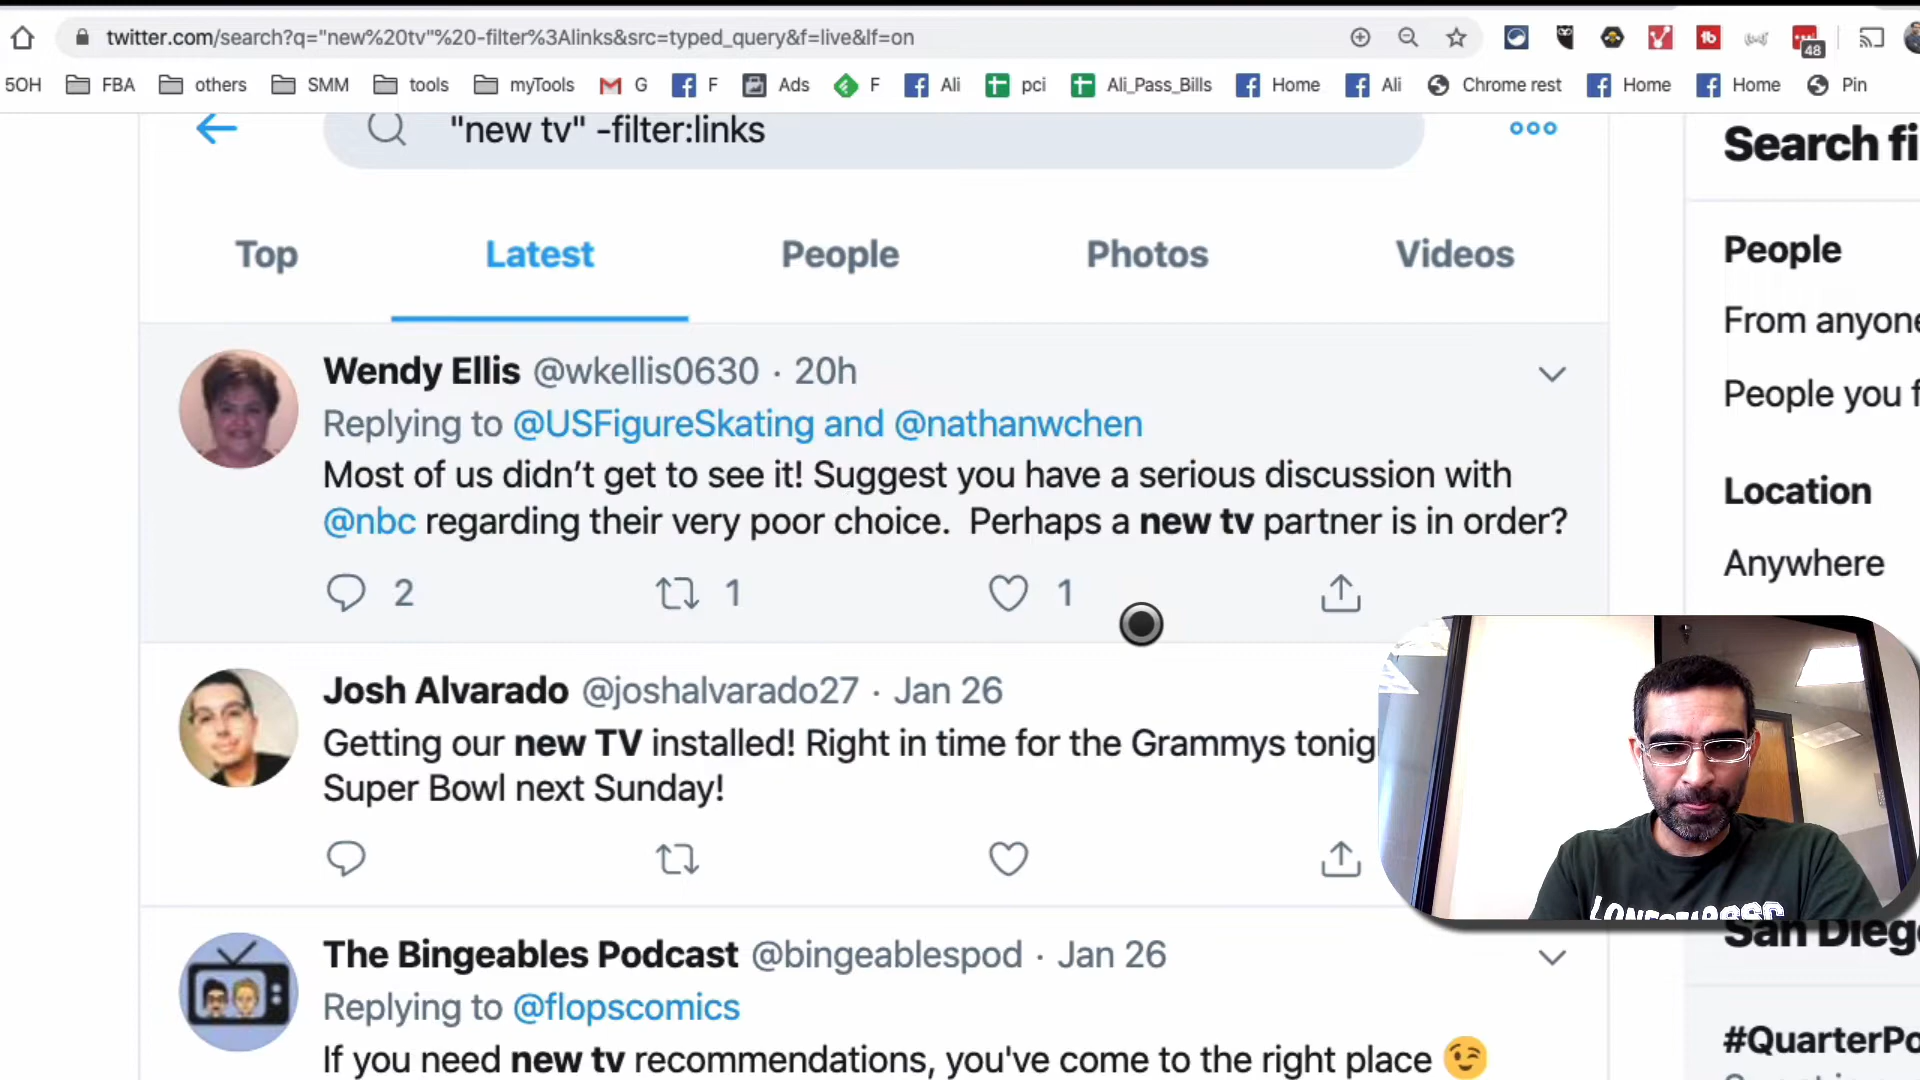 twitter.com/search?q="new%20tv"%20-filter%3Alinks&src=typed_query&f=live&lf=on
48
5OH FBA others SMM tools myTools G F Ads F Ali pci Ali_Pass_Bills Home Ali Chrome rest Home Home Pin
"new tv" -filter:links
Top Latest People Photos Videos
Wendy Ellis @wkellis0630 · 20h
Replying to @USFigureSkating and @nathanwchen
Most of us didn’t get to see it! Suggest you have a serious discussion with
@nbc regarding their very poor choice. Perhaps a new tv partner is in order?
2 1 1
Josh Alvarado @joshalvarado27 · Jan 26
Getting our new TV installed! Right in time for the Grammys tonig
Super Bowl next Sunday!
The Bingeables Podcast @bingeablespod · Jan 26
Replying to @flopscomics
If you need new tv recommendations, you've come to the right place 😉
Search fi
People
From anyone
People you f
Location
Anywhere
San Diego
#QuarterPo